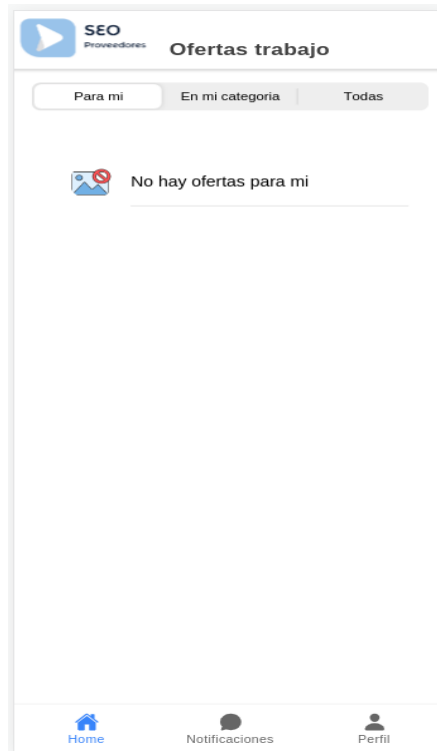 SEO
Proveedores
Ofertas trabajo
Para mi
En mi categoria
Todas
No hay ofertas para mi
Home
Notificaciones
Perfil